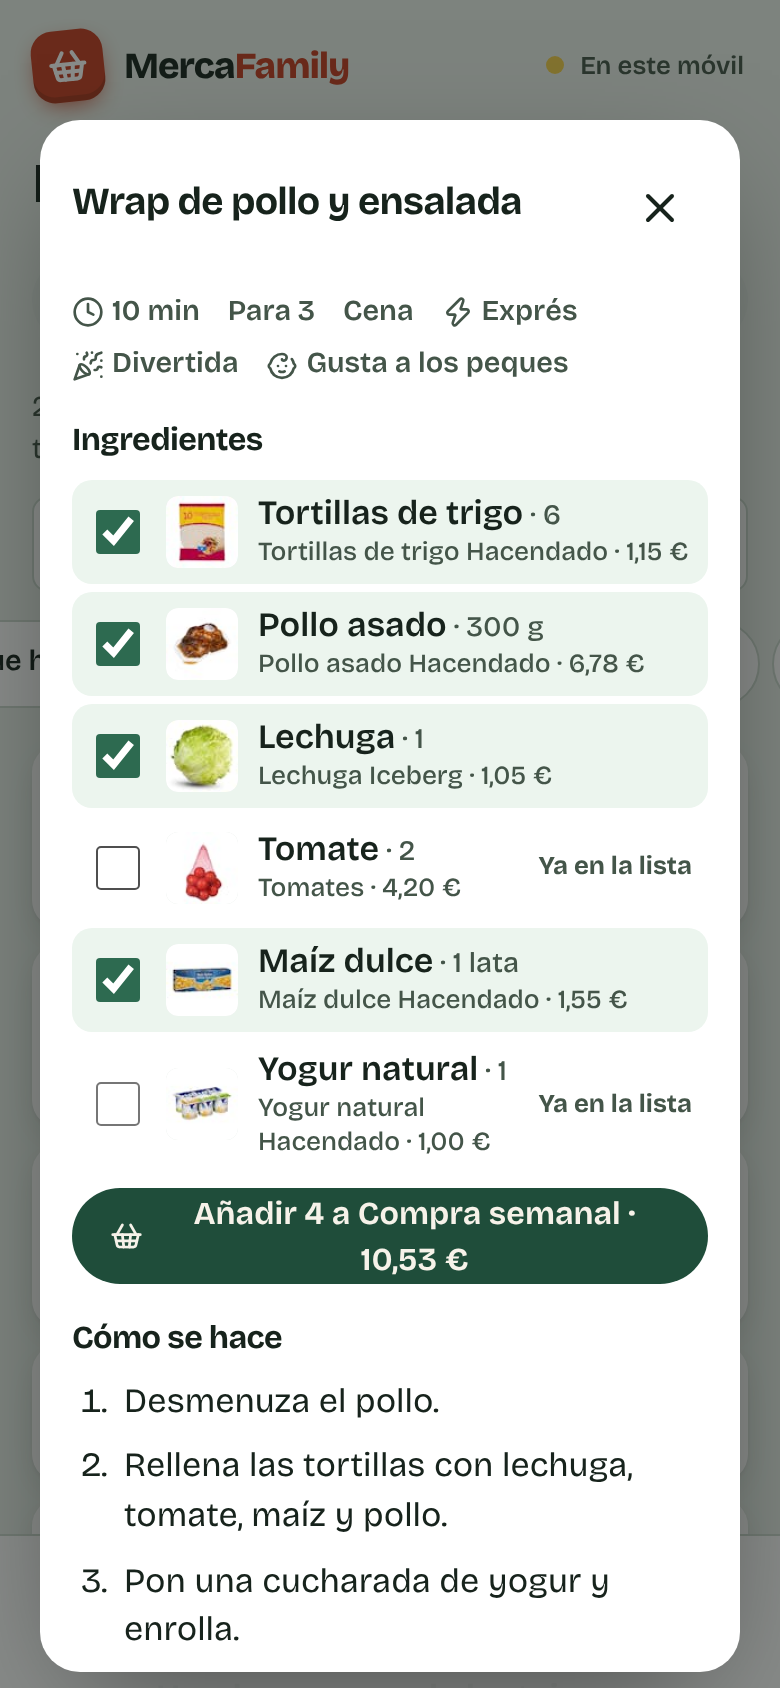 MercaFamily
En este móvil
Wrap de pollo y ensalada
10 min Para 3 Cena Exprés
Divertida Gusta a los peques
Ingredientes
Tortillas de trigo · 6
Tortillas de trigo Hacendado · 1,15 €
Pollo asado · 300 g
Pollo asado Hacendado · 6,78 €
Lechuga · 1
Lechuga Iceberg · 1,05 €
Tomate · 2
Tomates · 4,20 €
Ya en la lista
Maíz dulce · 1 lata
Maíz dulce Hacendado · 1,55 €
Yogur natural · 1
Yogur natural
Hacendado · 1,00 €
Ya en la lista
Añadir 4 a Compra semanal ·
10,53 €
Cómo se hace
1. Desmenuza el pollo.
2. Rellena las tortillas con lechuga,
tomate, maíz y pollo.
3. Pon una cucharada de yogur y
enrolla.